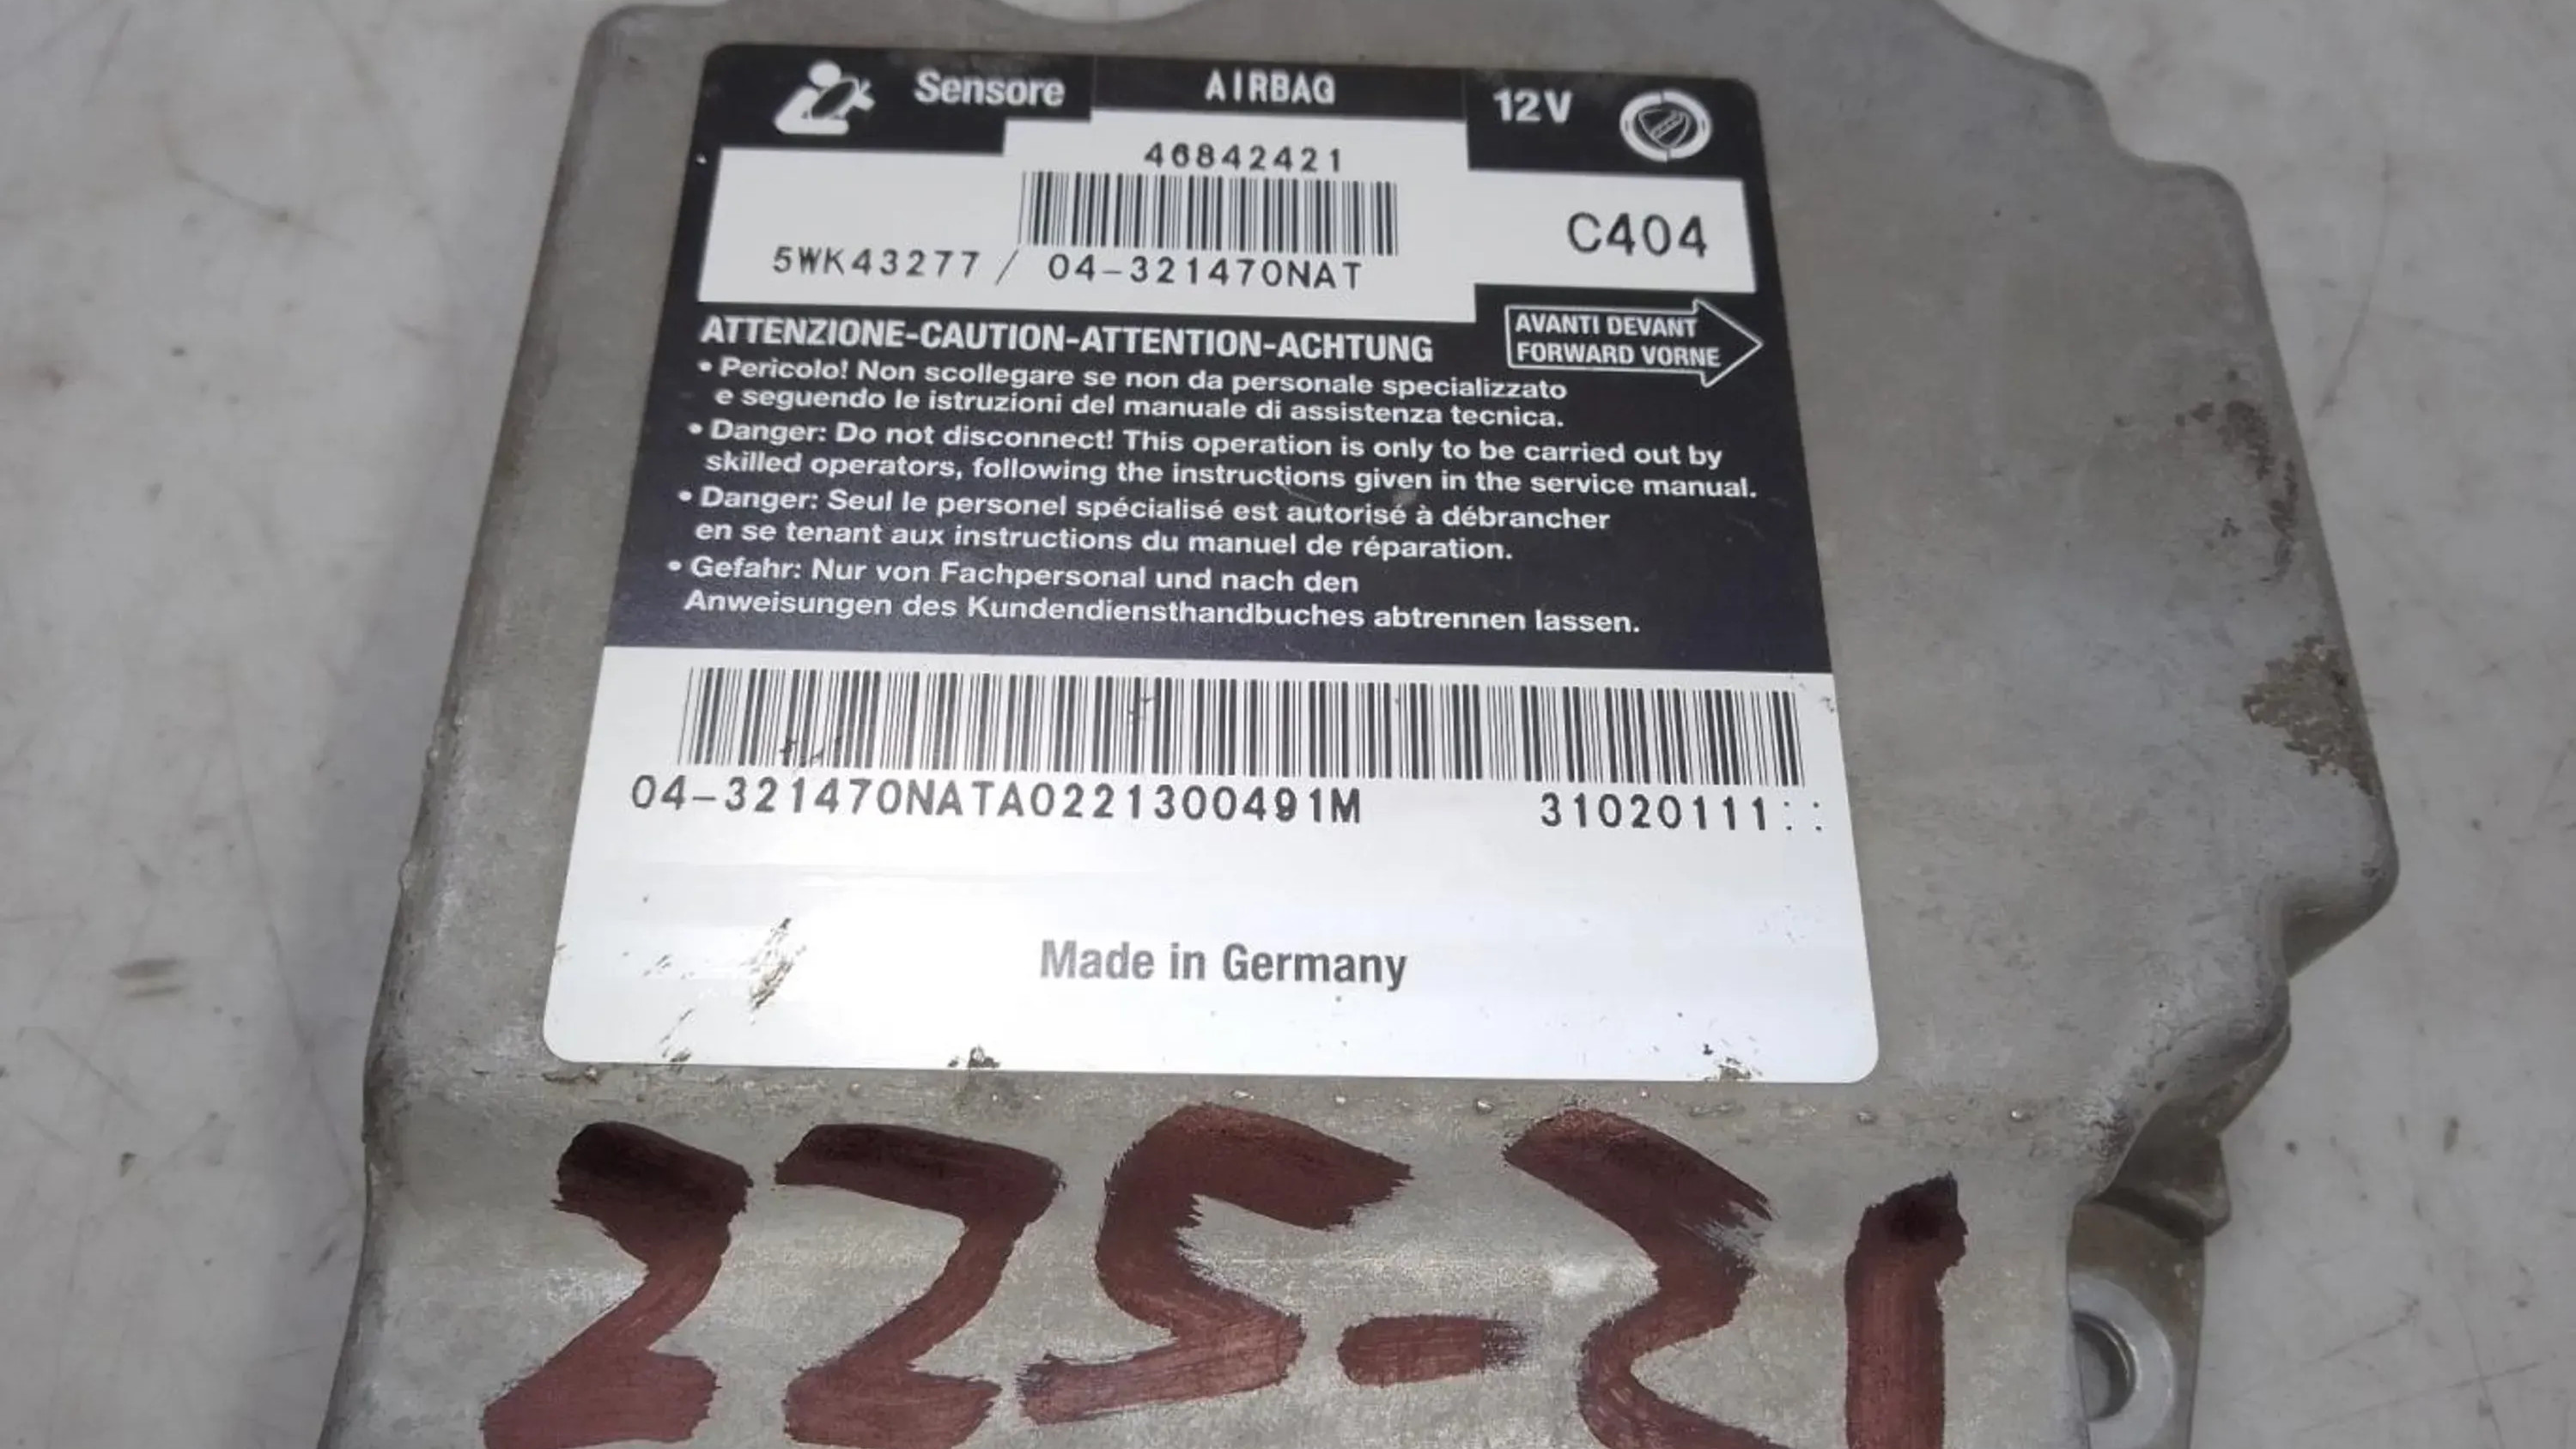 Sensore AIRBAG 12V
46842421
C404
5WK43277 / 04-321470NAT
AVANTI DEVANT
FORWARD VORNE
ATTENZIONE-CAUTION-ATTENTION-ACHTUNG
• Pericolo! Non scollegare se non da personale specializzato
e seguendo le istruzioni del manuale di assistenza tecnica.
• Danger: Do not disconnect! This operation is only to be carried out by
skilled operators, following the instructions given in the service manual.
• Danger: Seul le personel spécialisé est autorisé à débrancher
en se tenant aux instructions du manuel de réparation.
• Gefahr: Nur von Fachpersonal und nach den
Anweisungen des Kundendiensthandbuches abtrennen lassen.
04-321470NATA0221300491M 31020111::
Made in Germany
225-21